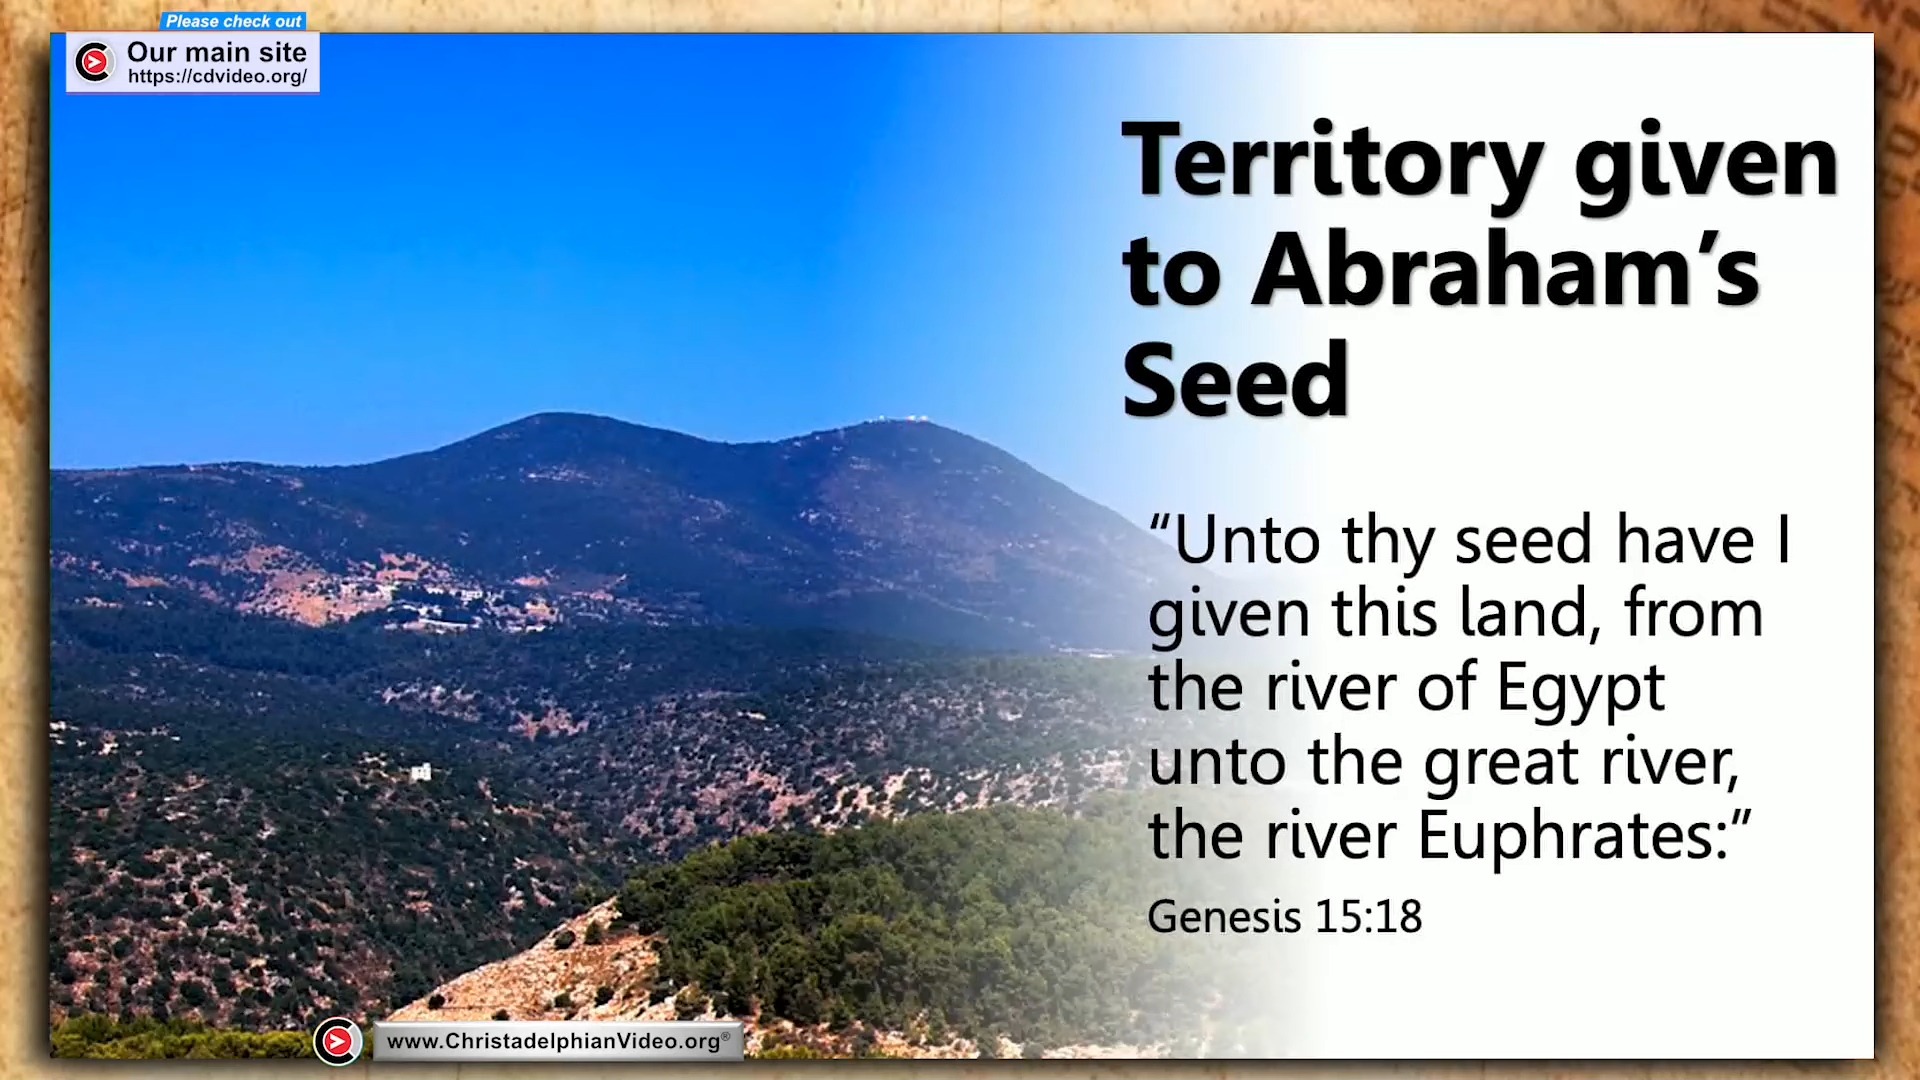 Please check out
Our main site
https://cdvideo.org/
Territory given
to Abraham’s
Seed
“Unto thy seed have I
given this land, from
the river of Egypt
unto the great river,
the river Euphrates:”
Genesis 15:18
www.ChristadelphianVideo.org®